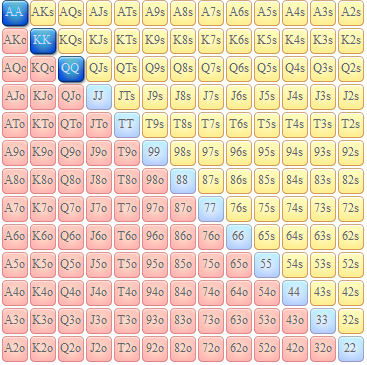 AA AKs AQs AJs ATs A9s A8s A7s A6s A5s A4s A3s A2s
AKo KK KQs KJs KTs K9s K8s K7s K6s K5s K4s K3s K2s
AQo KQo QQ QJs QTs Q9s Q8s Q7s Q6s Q5s Q4s Q3s Q2s
AJo KJo QJo JJ JTs J9s J8s J7s J6s J5s J4s J3s J2s
ATo KTo QTo JTo TT T9s T8s T7s T6s T5s T4s T3s T2s
A9o K9o Q9o J9o T9o 99 98s 97s 96s 95s 94s 93s 92s
A8o K8o Q8o J8o T8o 98o 88 87s 86s 85s 84s 83s 82s
A7o K7o Q7o J7o T7o 97o 87o 77 76s 75s 74s 73s 72s
A6o K6o Q6o J6o T6o 96o 86o 76o 66 65s 64s 63s 62s
A5o K5o Q5o J5o T5o 95o 85o 75o 65o 55 54s 53s 52s
A4o K4o Q4o J4o T4o 94o 84o 74o 64o 54o 44 43s 42s
A3o K3o Q3o J3o T3o 93o 83o 73o 63o 53o 43o 33 32s
A2o K2o Q2o J2o T2o 92o 82o 72o 62o 52o 42o 32o 22